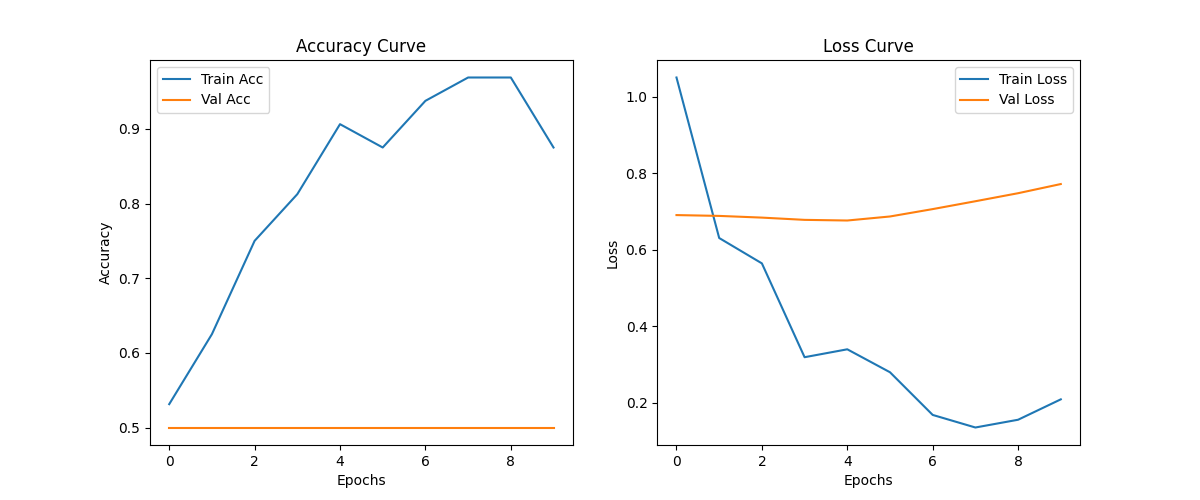 Accuracy Curve
Train Acc
Val Acc
0.9
0.8
0.7
0.6
0.5
Accuracy
0 2 4 6 8
Epochs
Loss Curve
Train Loss
Val Loss
1.0
0.8
0.6
0.4
0.2
Loss
0 2 4 6 8
Epochs